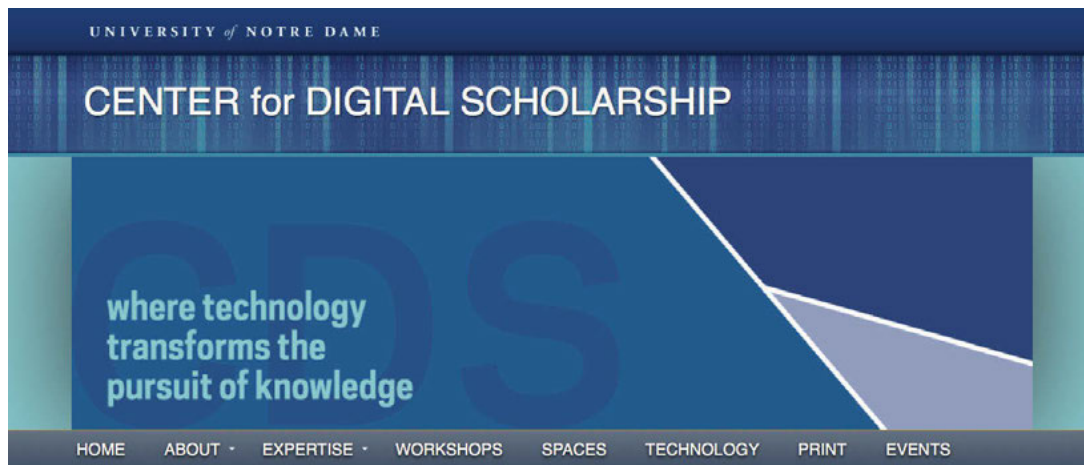 UNIVERSITY of NOTRE DAME
CENTER for DIGITAL SCHOLARSHIP
CDS
where technology
transforms the
pursuit of knowledge
HOME ABOUT EXPERTISE WORKSHOPS SPACES TECHNOLOGY PRINT EVENTS